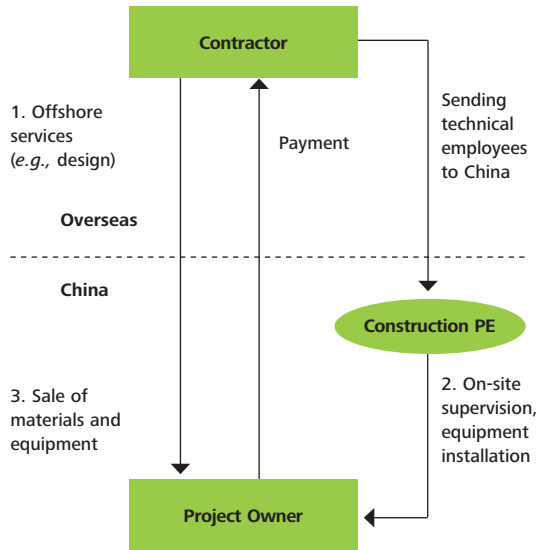 Contractor
1. Offshore
services
(e.g., design)
Payment
Sending
technical
employees
to China
Overseas
China
Construction PE
3. Sale of
materials and
equipment
2. On-site
supervision,
equipment
installation
Project Owner